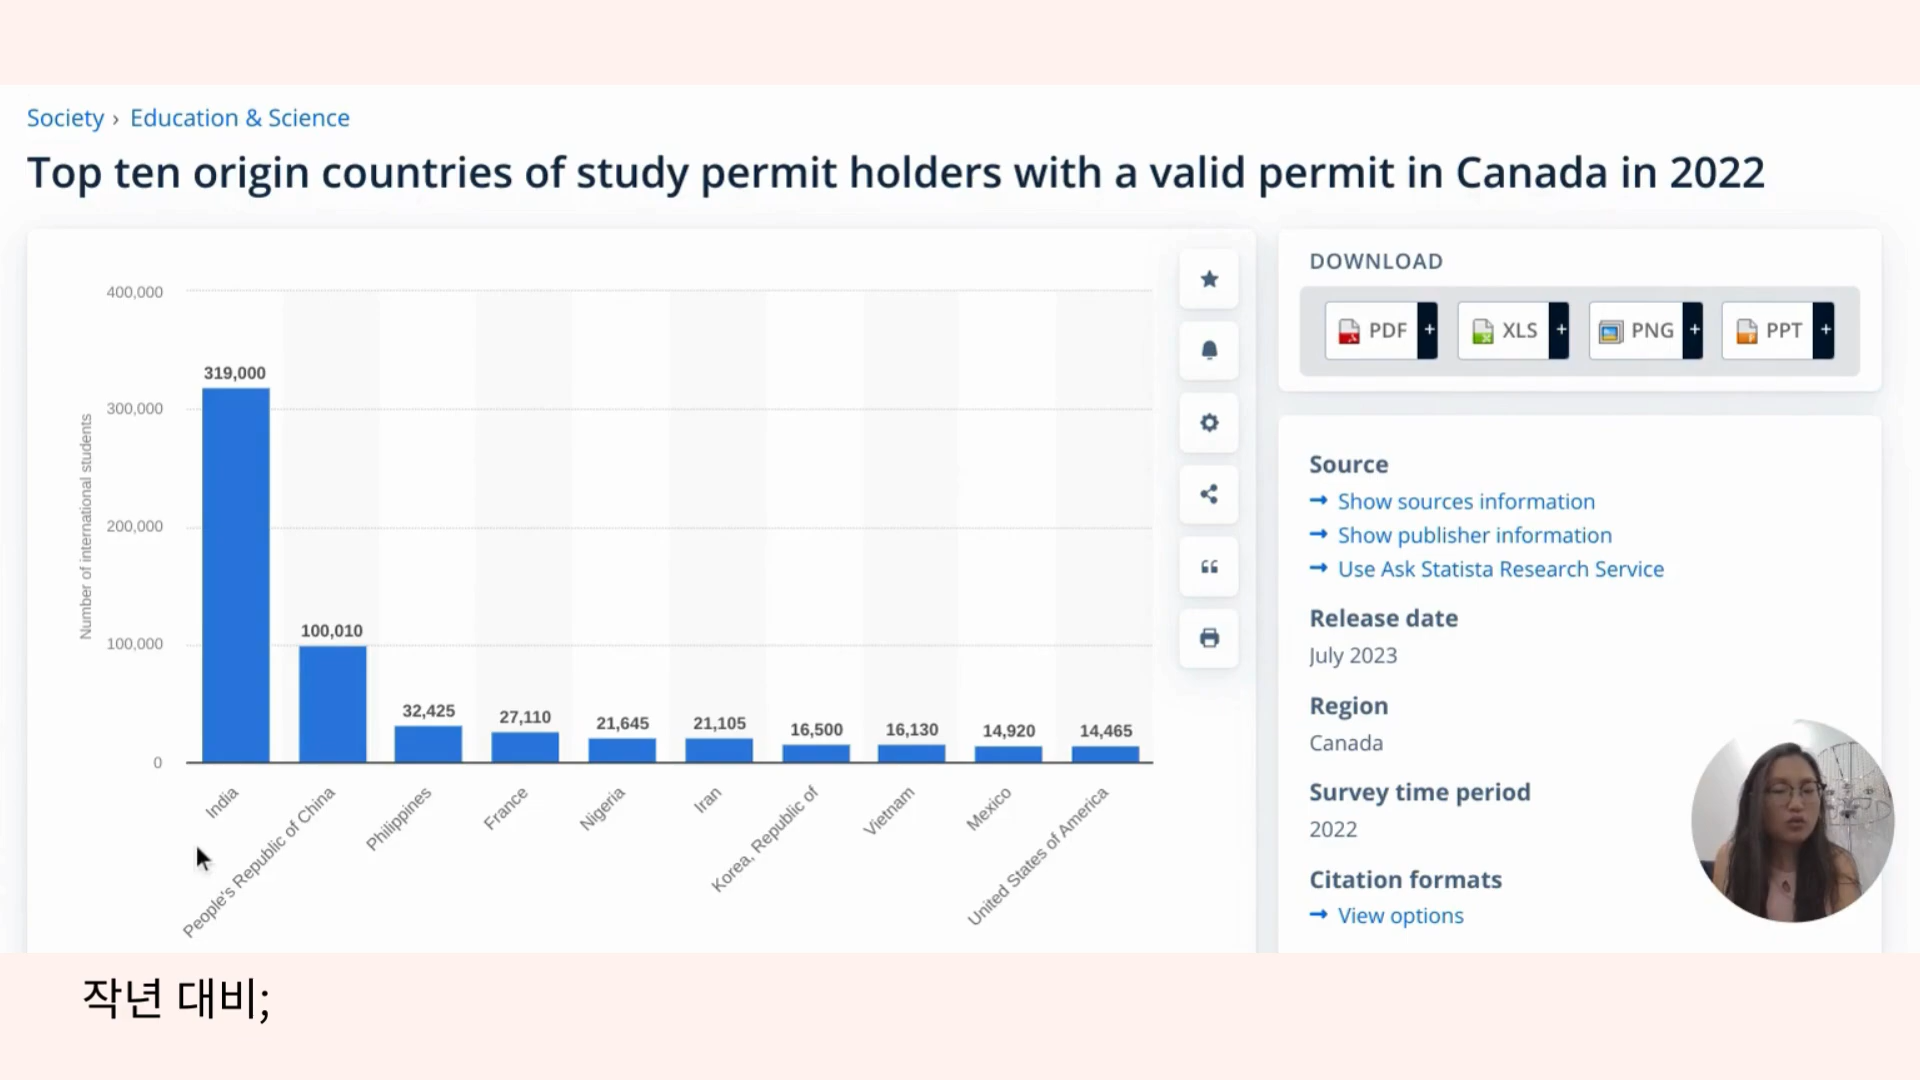 Society › Education & Science
Top ten origin countries of study permit holders with a valid permit in Canada in 2022
Number of international students
400,000
300,000
200,000
100,000
0
319,000
100,010
32,425
27,110
21,645
21,105
16,500
16,130
14,920
14,465
India
People's Republic of China
Philippines
France
Nigeria
Iran
Korea, Republic of
Vietnam
Mexico
United States of America
DOWNLOAD
PDF +
XLS +
PNG +
PPT +
Source
→ Show sources information
→ Show publisher information
→ Use Ask Statista Research Service
Release date
July 2023
Region
Canada
Survey time period
2022
Citation formats
→ View options
작년 대비;